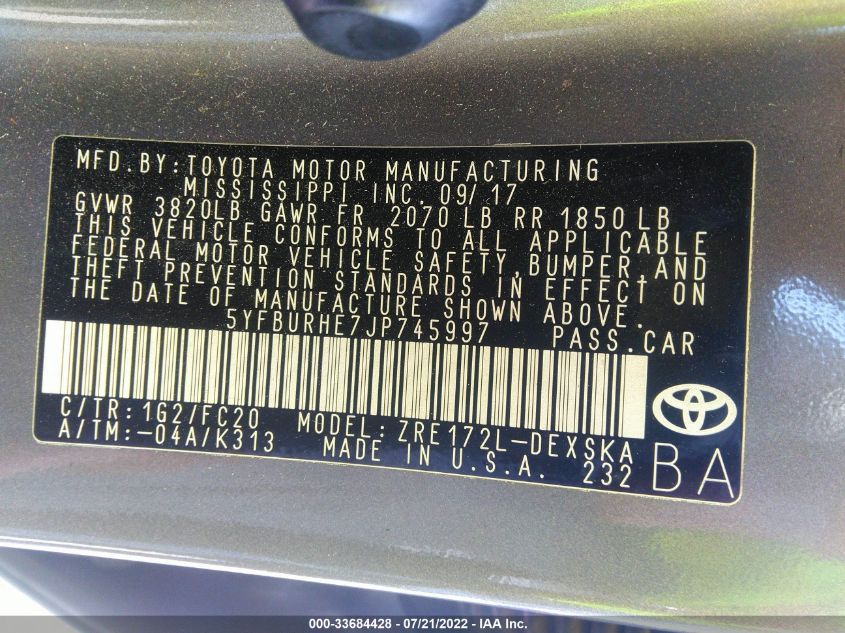 MFD.BY:TOYOTA MOTOR MANUFACTURING
MISSISSIPPI INC. 09/17
GVWR 3820LB GAWR FR 2070 LB RR 1850 LB
THIS VEHICLE CONFORMS TO ALL APPLICABLE
FEDERAL MOTOR VEHICLE SAFETY,BUMPER,AND
THEFT PREVENTION STANDARDS IN EFFECT ON
THE DATE OF MANUFACTURE SHOWN ABOVE.
5YFBURHE7JP745997 PASS.CAR
C/TR:1G2/FC20 MODEL:ZRE172L-DEXSKA
A/TM:-04A/K313 MADE IN U.S.A. 232 BA
000-33684428 - 07/21/2022 - IAA Inc.